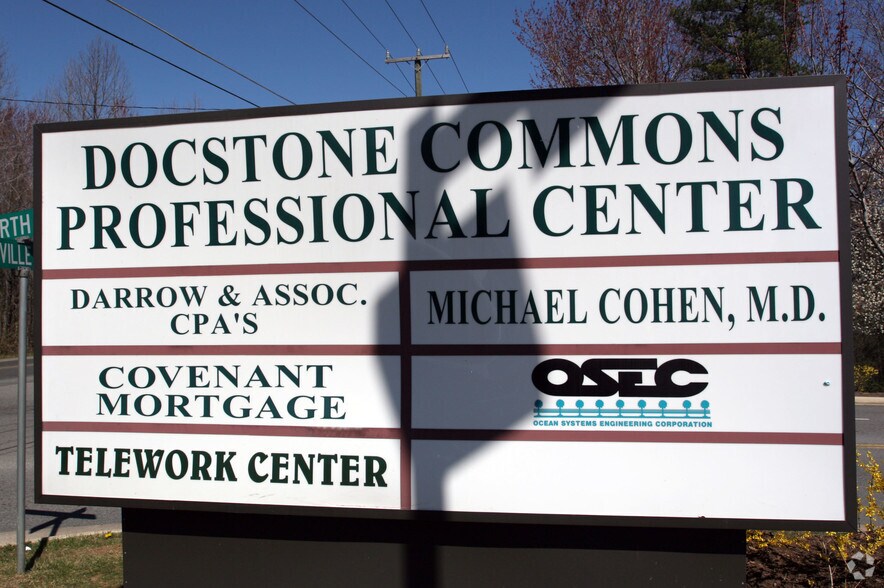 DOCSTONE COMMONS
PROFESSIONAL CENTER
DARROW & ASSOC.
CPA'S
MICHAEL COHEN, M.D.
COVENANT
MORTGAGE
OSEC
OCEAN SYSTEMS ENGINEERING CORPORATION
TELEWORK CENTER
RTH
VILLE